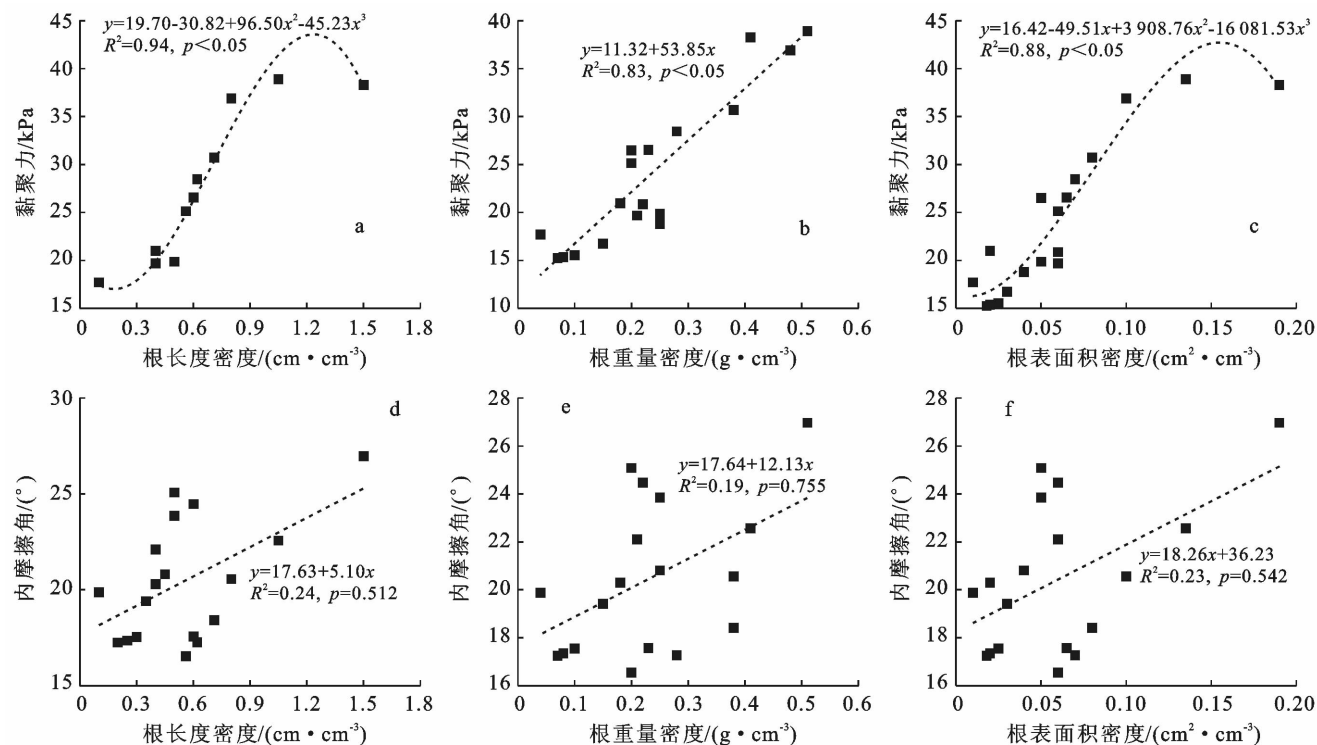 y=19.70-30.82+96.50x²-45.23x³
R²=0.94, p<0.05
45
40
35
30
25
20
15
黏聚力/kPa
a
0 0.3 0.6 0.9 1.2 1.5 1.8
根长度密度/(cm·cm⁻³)
y=11.32+53.85x
R²=0.83, p<0.05
40
35
30
25
20
15
10
黏聚力/kPa
b
0 0.1 0.2 0.3 0.4 0.5 0.6
根重量密度/(g·cm⁻³)
y=16.42-49.51x+3 908.76x²-16 081.53x³
R²=0.88, p<0.05
45
40
35
30
25
20
15
黏聚力/kPa
c
0 0.05 0.10 0.15 0.20
根表面积密度/(cm²·cm⁻³)
30
25
20
15
内摩擦角/(°)
d
y=17.63+5.10x
R²=0.24, p=0.512
0 0.3 0.6 0.9 1.2 1.5 1.8
根长度密度/(cm·cm⁻³)
28
26
24
22
20
18
16
内摩擦角/(°)
e
y=17.64+12.13x
R²=0.19, p=0.755
0 0.1 0.2 0.3 0.4 0.5 0.6
根重量密度/(g·cm⁻³)
28
26
24
22
20
18
16
内摩擦角/(°)
f
y=18.26x+36.23
R²=0.23, p=0.542
0 0.05 0.10 0.15 0.20
根表面积密度/(cm²·cm⁻³)